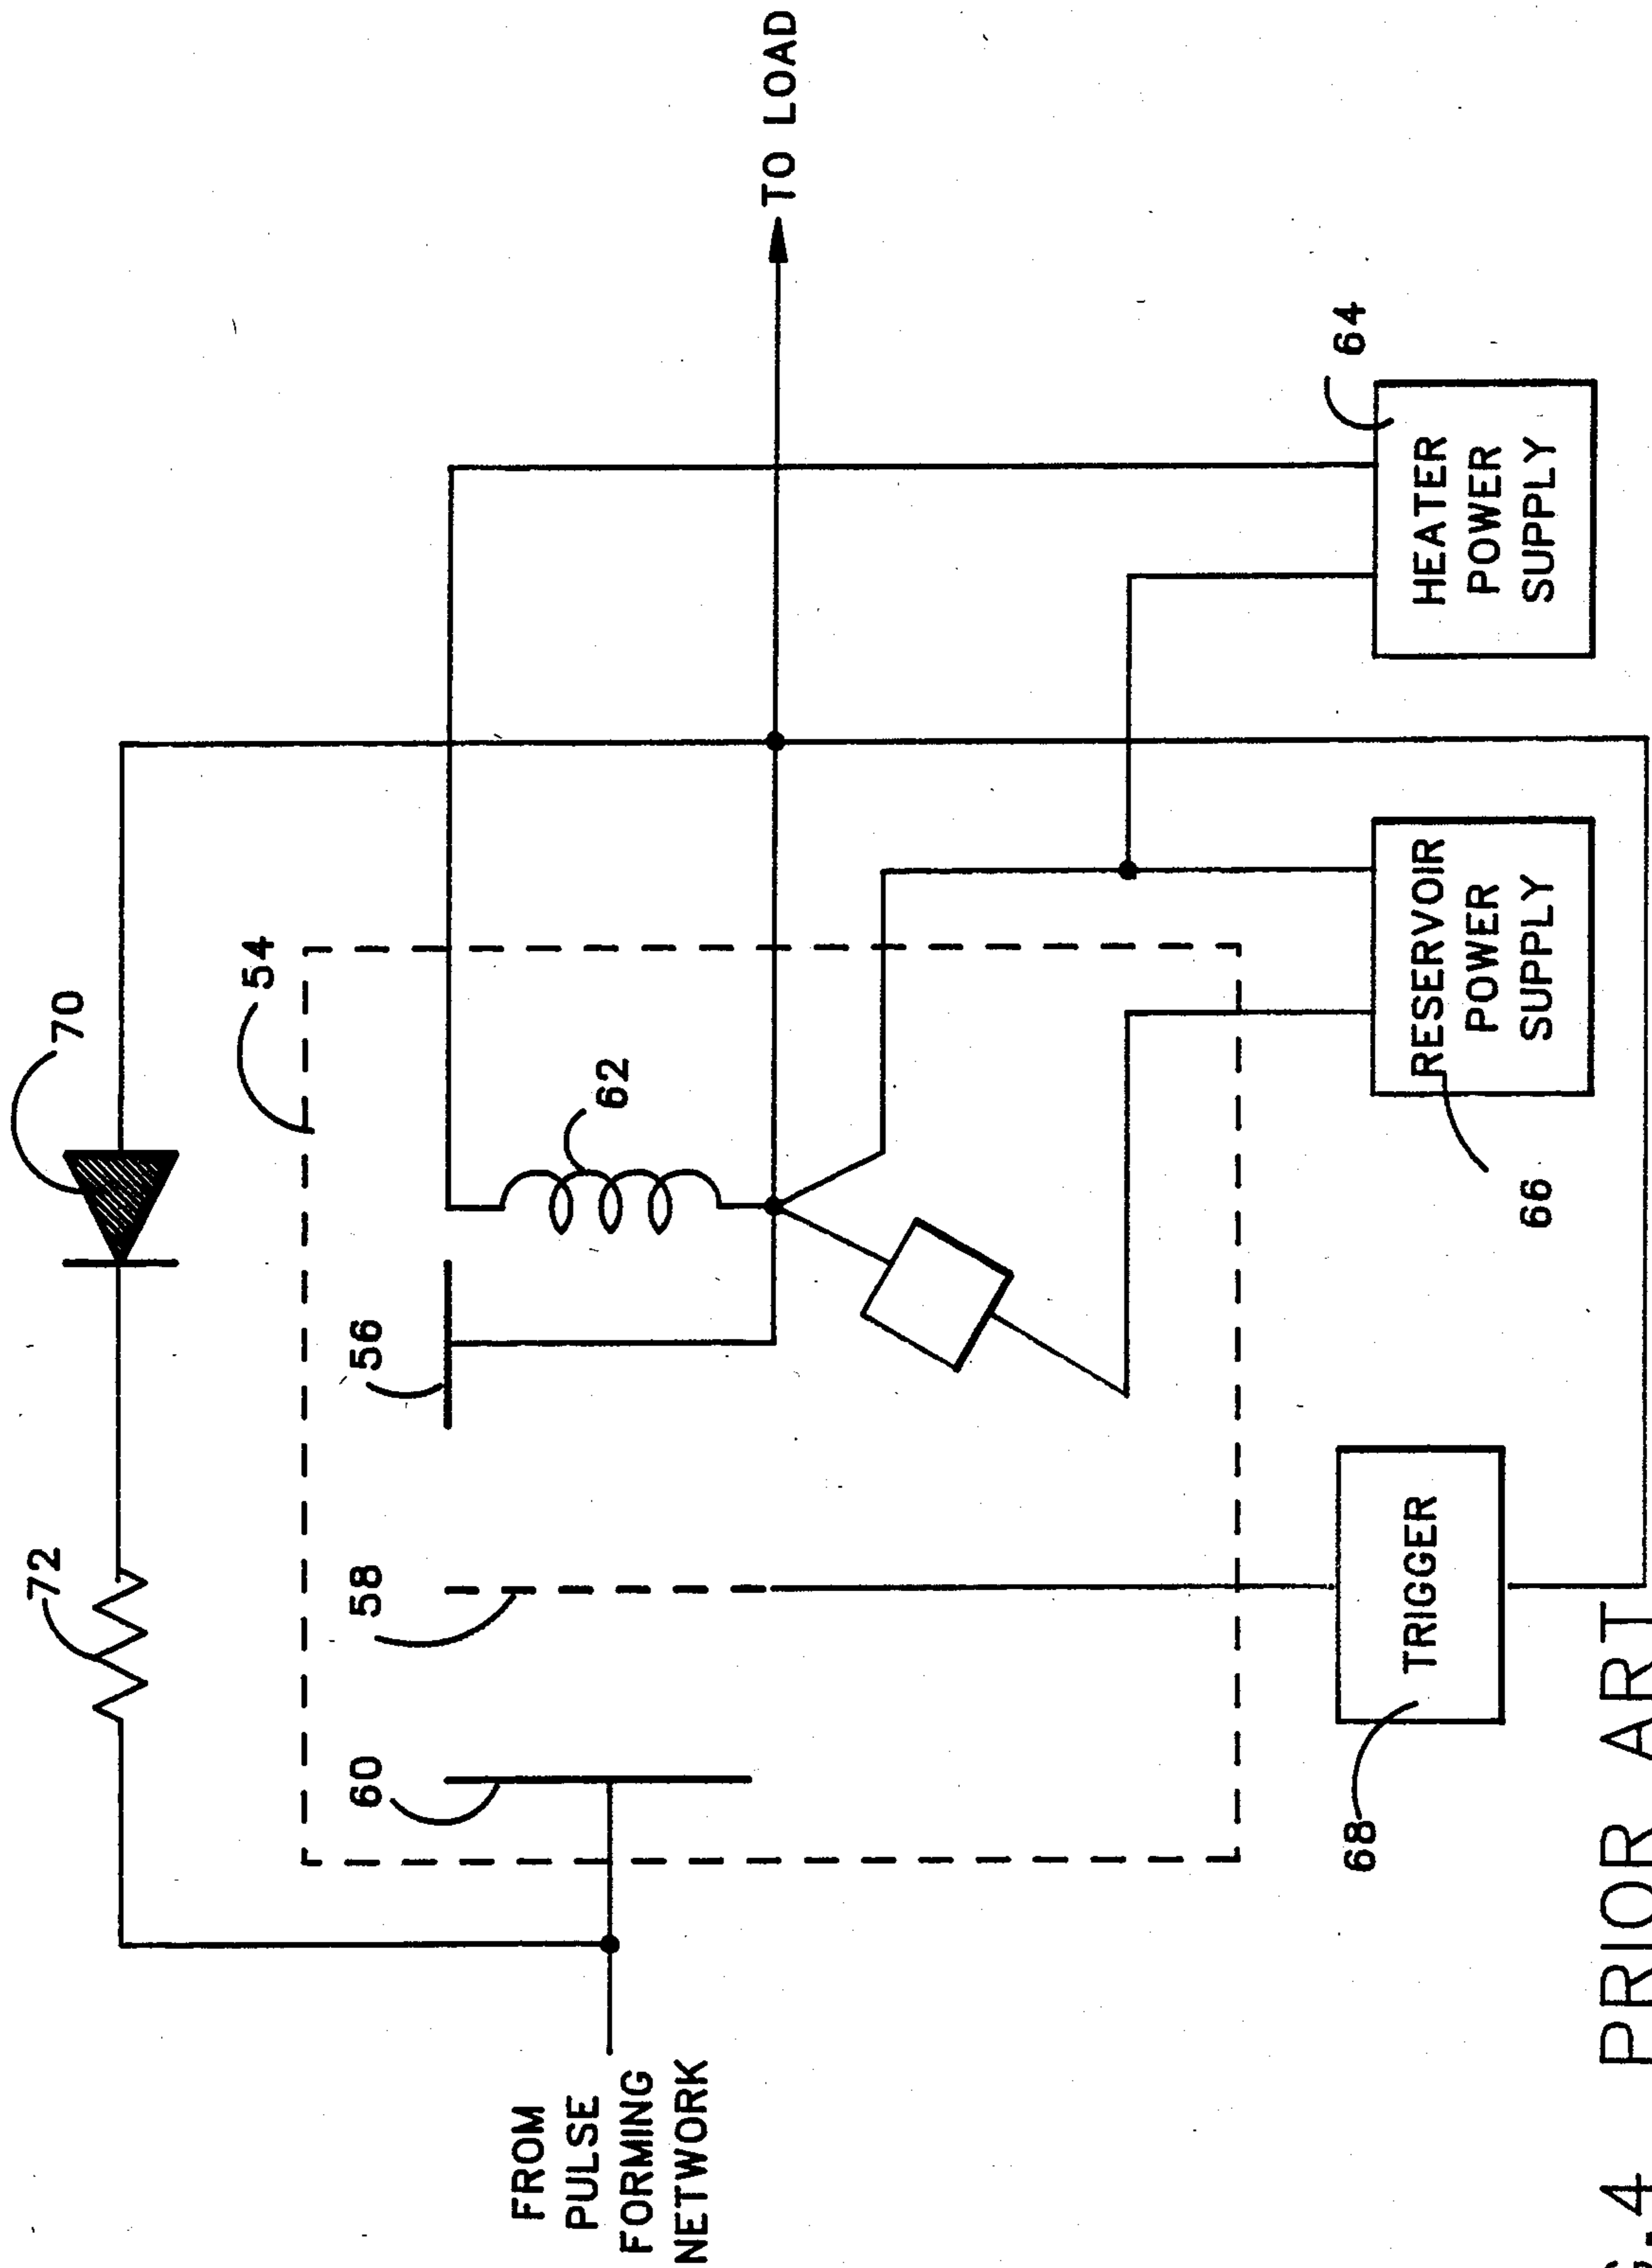 72
70
54
60
58
56
62
TO LOAD
FROM
PULSE
FORMING
NETWORK
64
68
TRIGGER
66
RESERVOIR
POWER
SUPPLY
HEATER
POWER
SUPPLY
G. 4 PRIOR ART